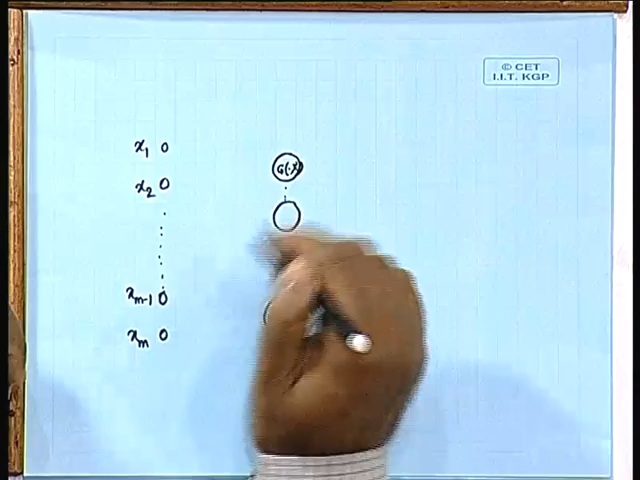 © CET
I.I.T. KGP
x₁ 0
G(·)
x₂ 0
xₘ₋₁ 0
xₘ 0